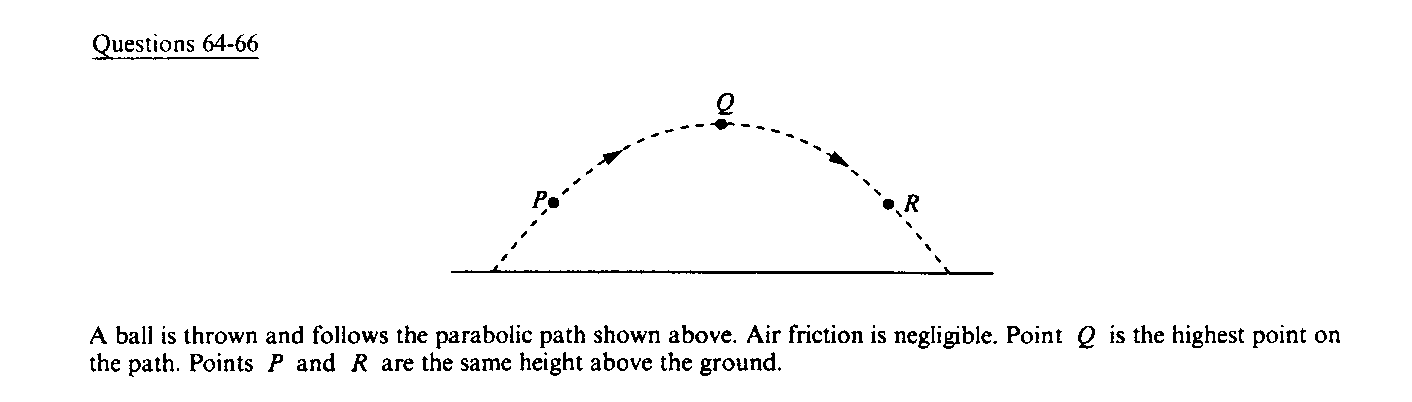 Questions 64-66
Q
P
R
A ball is thrown and follows the parabolic path shown above. Air friction is negligible. Point Q is the highest point on
the path. Points P and R are the same height above the ground.